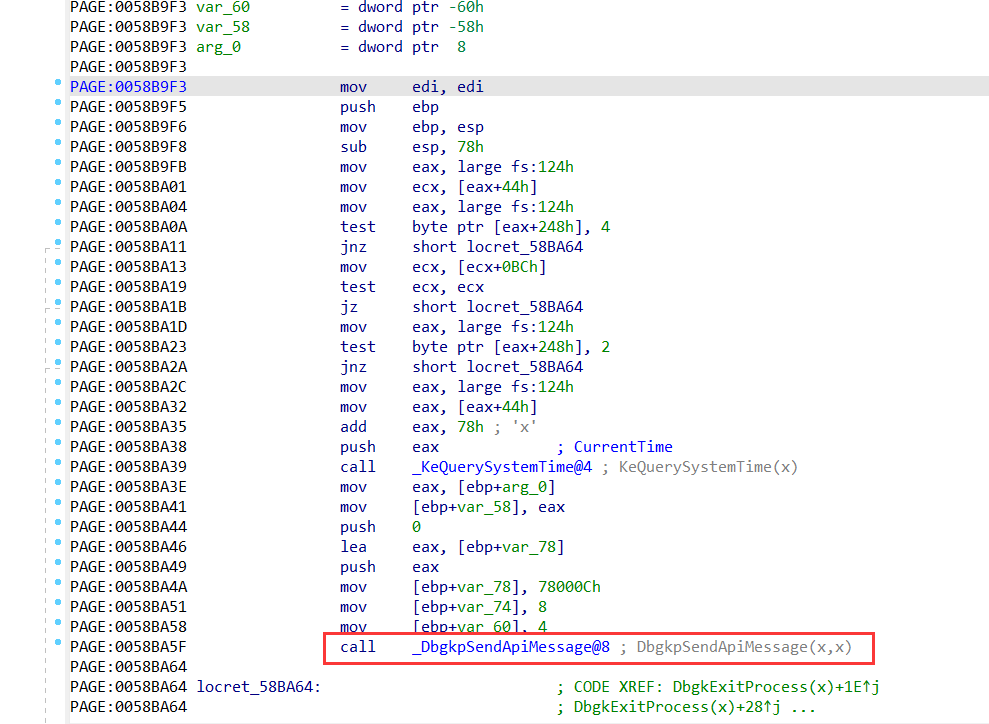 PAGE:0058B9F3 var_60          = dword ptr -60h
PAGE:0058B9F3 var_58          = dword ptr -58h
PAGE:0058B9F3 arg_0           = dword ptr  8
PAGE:0058B9F3
PAGE:0058B9F3                 mov     edi, edi
PAGE:0058B9F5                 push    ebp
PAGE:0058B9F6                 mov     ebp, esp
PAGE:0058B9F8                 sub     esp, 78h
PAGE:0058B9FB                 mov     eax, large fs:124h
PAGE:0058BA01                 mov     ecx, [eax+44h]
PAGE:0058BA04                 mov     eax, large fs:124h
PAGE:0058BA0A                 test    byte ptr [eax+248h], 4
PAGE:0058BA11                 jnz     short locret_58BA64
PAGE:0058BA13                 mov     ecx, [ecx+0BCh]
PAGE:0058BA19                 test    ecx, ecx
PAGE:0058BA1B                 jz      short locret_58BA64
PAGE:0058BA1D                 mov     eax, large fs:124h
PAGE:0058BA23                 test    byte ptr [eax+248h], 2
PAGE:0058BA2A                 jnz     short locret_58BA64
PAGE:0058BA2C                 mov     eax, large fs:124h
PAGE:0058BA32                 mov     eax, [eax+44h]
PAGE:0058BA35                 add     eax, 78h ; 'x'
PAGE:0058BA38                 push    eax             ; CurrentTime
PAGE:0058BA39                 call    _KeQuerySystemTime@4 ; KeQuerySystemTime(x)
PAGE:0058BA3E                 mov     eax, [ebp+arg_0]
PAGE:0058BA41                 mov     [ebp+var_58], eax
PAGE:0058BA44                 push    0
PAGE:0058BA46                 lea     eax, [ebp+var_78]
PAGE:0058BA49                 push    eax
PAGE:0058BA4A                 mov     [ebp+var_78], 78000Ch
PAGE:0058BA51                 mov     [ebp+var_74], 8
PAGE:0058BA58                 mov     [ebp+var_60], 4
PAGE:0058BA5F                 call    _DbgkpSendApiMessage@8 ; DbgkpSendApiMessage(x,x)
PAGE:0058BA64
PAGE:0058BA64 locret_58BA64:                          ; CODE XREF: DbgkExitProcess(x)+1E↑j
PAGE:0058BA64                                         ; DbgkExitProcess(x)+28↑j ...